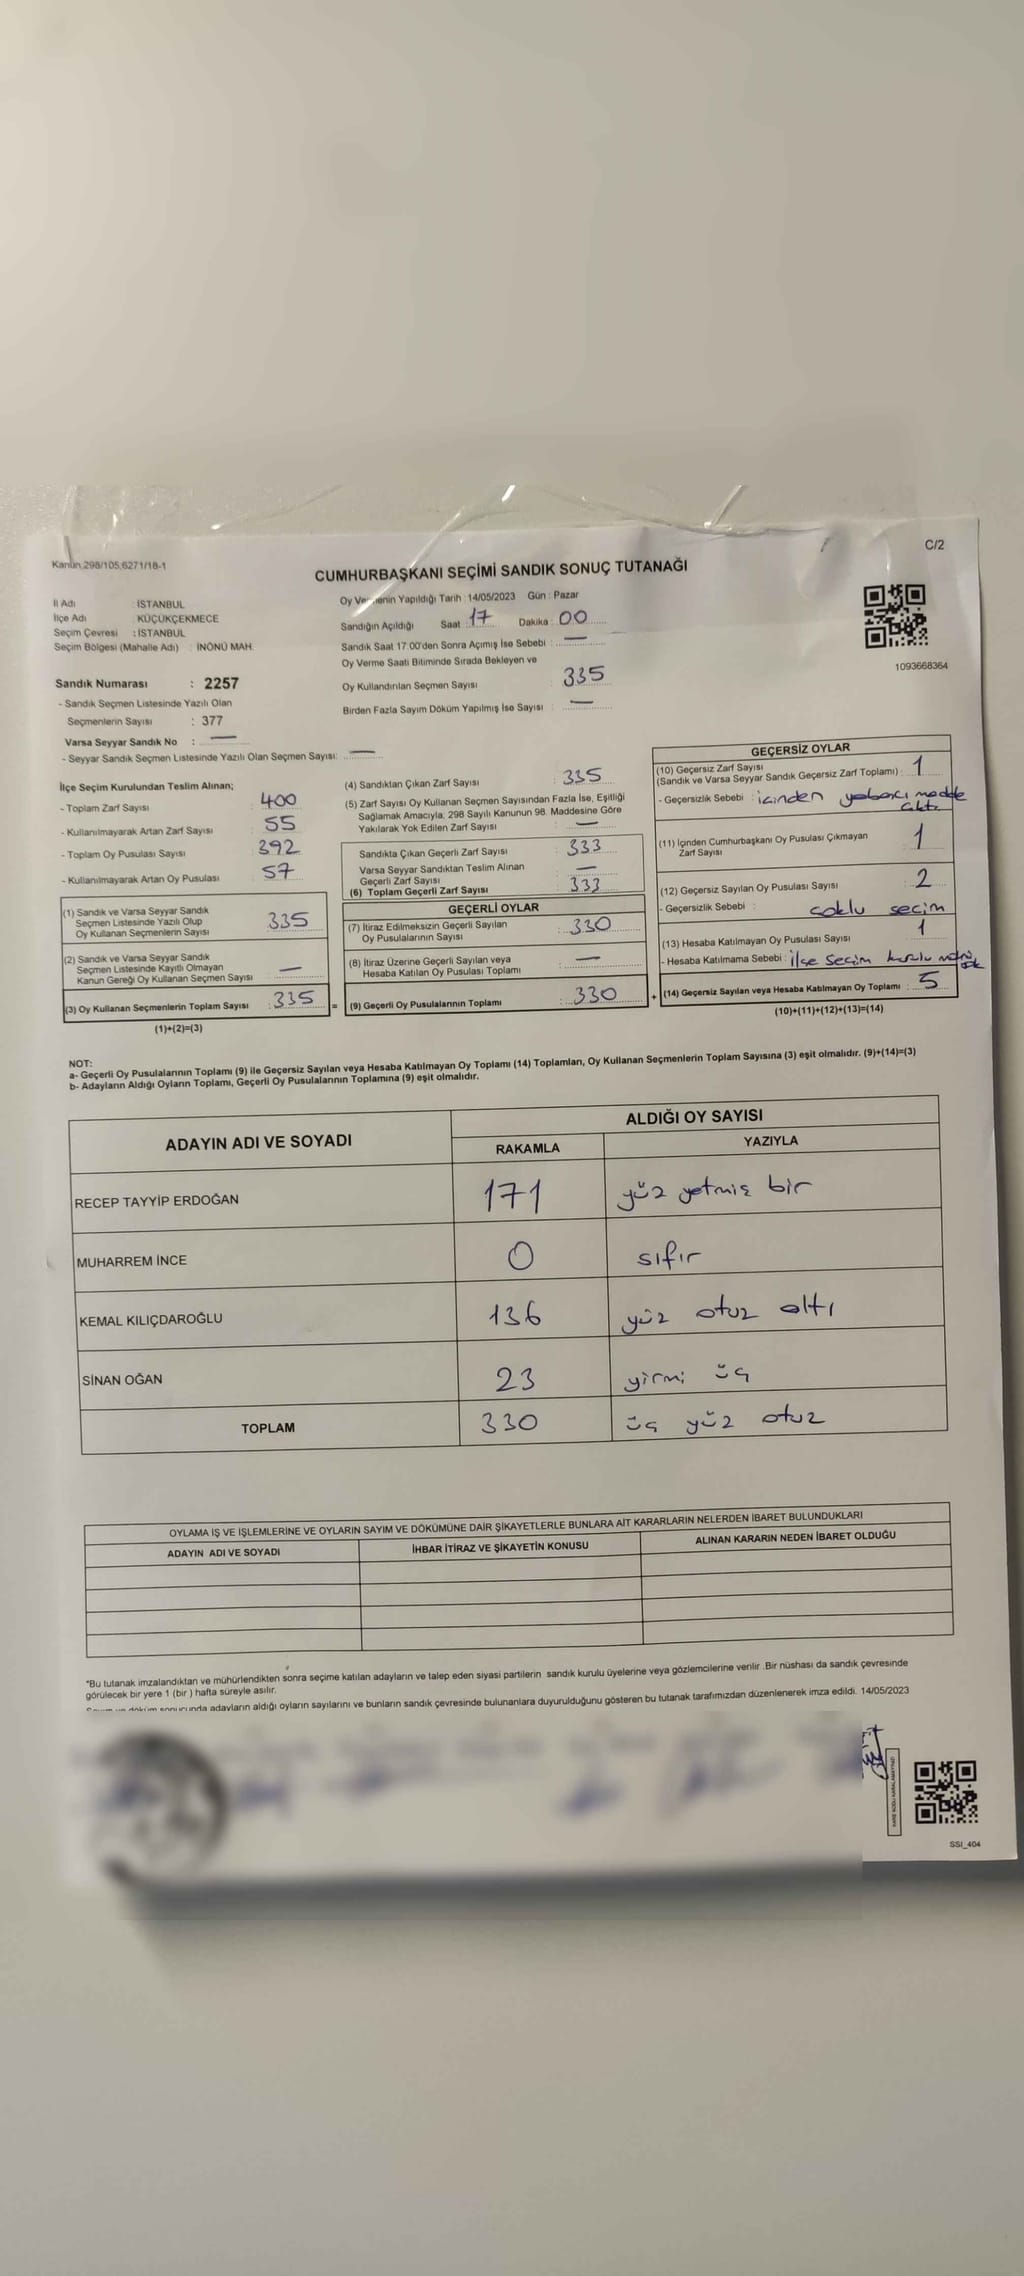 C/2
Kanun 298/105,6271/18-1
CUMHURBAŞKANI SEÇİMİ SANDIK SONUÇ TUTANAĞI
İl Adı : İSTANBUL
İlçe Adı : KÜÇÜKÇEKMECE
Seçim Çevresi : İSTANBUL
Seçim Bölgesi (Mahalle Adı) : İNÖNÜ MAH.
Sandık Numarası : 2257
- Sandık Seçmen Listesinde Yazılı Olan
Seçmenlerin Sayısı : 377
Varsa Seyyar Sandık No : —
- Seyyar Sandık Seçmen Listesinde Yazılı Olan Seçmen Sayısı: —
Oy Vermenin Yapıldığı Tarih : 14/05/2023 Gün : Pazar
Sandığın Açıldığı Saat : 17 Dakika : 00
Sandık Saat 17:00'den Sonra Açımış İse Sebebi : —
Oy Verme Saati Bitiminde Sırada Bekleyen ve
Oy Kullandırılan Seçmen Sayısı : 335
Birden Fazla Sayım Döküm Yapılmış İse Sayısı : —
1093668364
İlçe Seçim Kurulundan Teslim Alınan;
- Toplam Zarf Sayısı : 400
- Kullanılmayarak Artan Zarf Sayısı : 55
- Toplam Oy Pusulası Sayısı : 392
- Kullanılmayarak Artan Oy Pusulası : 57
(1) Sandık ve Varsa Seyyar Sandık
Seçmen Listesinde Yazılı Olup
Oy Kullanan Seçmenlerin Sayısı : 335
(2) Sandık ve Varsa Seyyar Sandık
Seçmen Listesinde Kayıtlı Olmayan
Kanun Gereği Oy Kullanan Seçmen Sayısı : —
(3) Oy Kullanan Seçmenlerin Toplam Sayısı : 335 =
(1)+(2)=(3)
(4) Sandıktan Çıkan Zarf Sayısı : 335
(5) Zarf Sayısı Oy Kullanan Seçmen Sayısından Fazla İse, Eşitliği
Sağlamak Amacıyla, 298 Sayılı Kanunun 98. Maddesine Göre
Yakılarak Yok Edilen Zarf Sayısı : —
Sandıkta Çıkan Geçerli Zarf Sayısı : 333
Varsa Seyyar Sandıktan Teslim Alınan
Geçerli Zarf Sayısı : —
(6) Toplam Geçerli Zarf Sayısı : 333
GEÇERLİ OYLAR
(7) İtiraz Edilmeksizin Geçerli Sayılan
Oy Pusulalarının Sayısı : 330
(8) İtiraz Üzerine Geçerli Sayılan veya
Hesaba Katılan Oy Pusulası Toplamı : —
(9) Geçerli Oy Pusulalarının Toplamı : 330 +
GEÇERSİZ OYLAR
(10) Geçersiz Zarf Sayısı
(Sandık ve Varsa Seyyar Sandık Geçersiz Zarf Toplamı) : 1
- Geçersizlik Sebebi : içinden yabancı madde
çıktı
(11) İçinden Cumhurbaşkanı Oy Pusulası Çıkmayan
Zarf Sayısı : 1
(12) Geçersiz Sayılan Oy Pusulası Sayısı : 2
- Geçersizlik Sebebi : çoklu seçim
(13) Hesaba Katılmayan Oy Pusulası Sayısı : 1
- Hesaba Katılmama Sebebi : ilçe seçim kurulu
(14) Geçersiz Sayılan veya Hesaba Katılmayan Oy Toplamı : 5
(10)+(11)+(12)+(13)=(14)
NOT:
a- Geçerli Oy Pusulalarının Toplamı (9) ile Geçersiz Sayılan veya Hesaba Katılmayan Oy Toplamı (14) Toplamları, Oy Kullanan Seçmenlerin Toplam Sayısına (3) eşit olmalıdır. (9)+(14)=(3)
b- Adayların Aldığı Oyların Toplamı, Geçerli Oy Pusulalarının Toplamına (9) eşit olmalıdır.
ADAYIN ADI VE SOYADI ALDIĞI OY SAYISI
RAKAMLA YAZIYLA
RECEP TAYYİP ERDOĞAN 171 yüz yetmiş bir
MUHARREM İNCE 0 sıfır
KEMAL KILIÇDAROĞLU 136 yüz otuz altı
SİNAN OĞAN 23 yirmi üç
TOPLAM 330 üç yüz otuz
OYLAMA İŞ VE İŞLEMLERİNE VE OYLARIN SAYIM VE DÖKÜMÜNE DAİR ŞİKAYETLERLE BUNLARA AİT KARARLARIN NELERDEN İBARET BULUNDUKLARI
ADAYIN ADI VE SOYADI İHBAR İTİRAZ VE ŞİKAYETİN KONUSU ALINAN KARARIN NEDEN İBARET OLDUĞU
*Bu tutanak imzalandıktan ve mühürlendikten sonra seçime katılan adayların ve talep eden siyasi partilerin sandık kurulu üyelerine veya gözlemcilerine verilir .Bir nüshası da sandık çevresinde
görülecek bir yere 1 (bir ) hafta süreyle asılır.
Sayım ve döküm sonucunda adayların aldığı oyların sayılarını ve bunların sandık çevresinde bulunanlara duyurulduğunu gösteren bu tutanak tarafımızdan düzenlenerek imza edildi. 14/05/2023
SSI_404